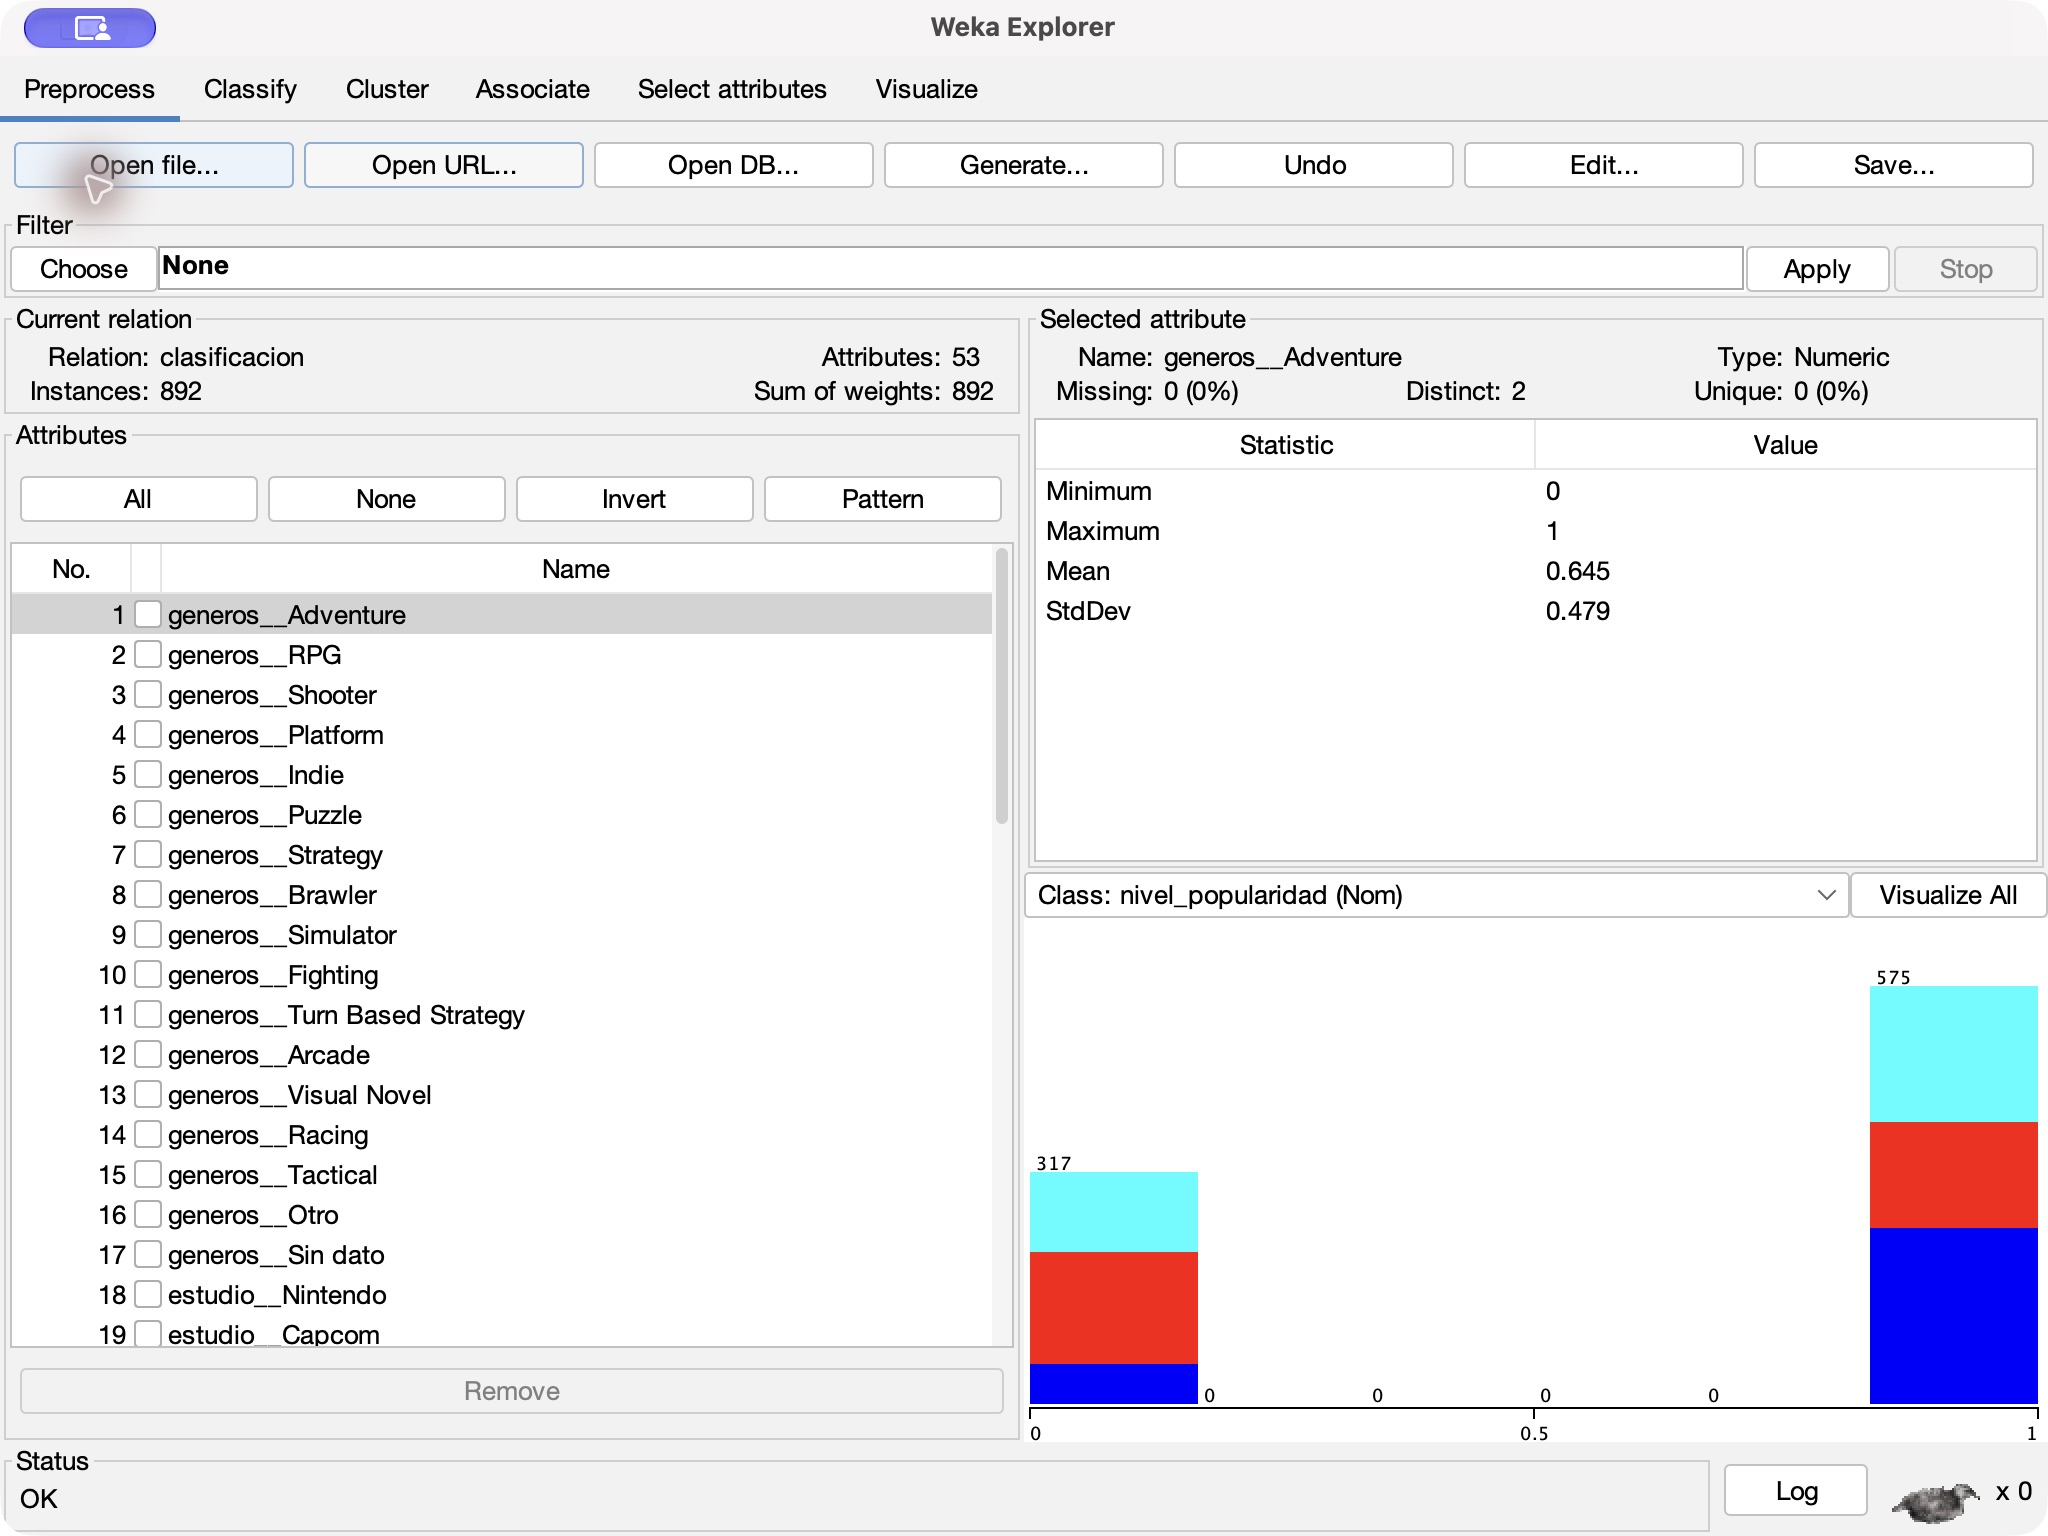 Weka Explorer
Preprocess Classify Cluster Associate Select attributes Visualize
Open file... Open URL... Open DB... Generate... Undo Edit... Save...
Filter
Choose None Apply Stop
Current relation
Relation: clasificacion Attributes: 53
Instances: 892 Sum of weights: 892
Attributes
All None Invert Pattern
No. Name
1 generos__Adventure
2 generos__RPG
3 generos__Shooter
4 generos__Platform
5 generos__Indie
6 generos__Puzzle
7 generos__Strategy
8 generos__Brawler
9 generos__Simulator
10 generos__Fighting
11 generos__Turn Based Strategy
12 generos__Arcade
13 generos__Visual Novel
14 generos__Racing
15 generos__Tactical
16 generos__Otro
17 generos__Sin dato
18 estudio__Nintendo
19 estudio__Capcom
Remove
Selected attribute
Name: generos__Adventure Type: Numeric
Missing: 0 (0%) Distinct: 2 Unique: 0 (0%)
Statistic Value
Minimum 0
Maximum 1
Mean 0.645
StdDev 0.479
Class: nivel_popularidad (Nom) Visualize All
575
317
0 0 0 0
0 0.5 1
Status
OK
Log x 0